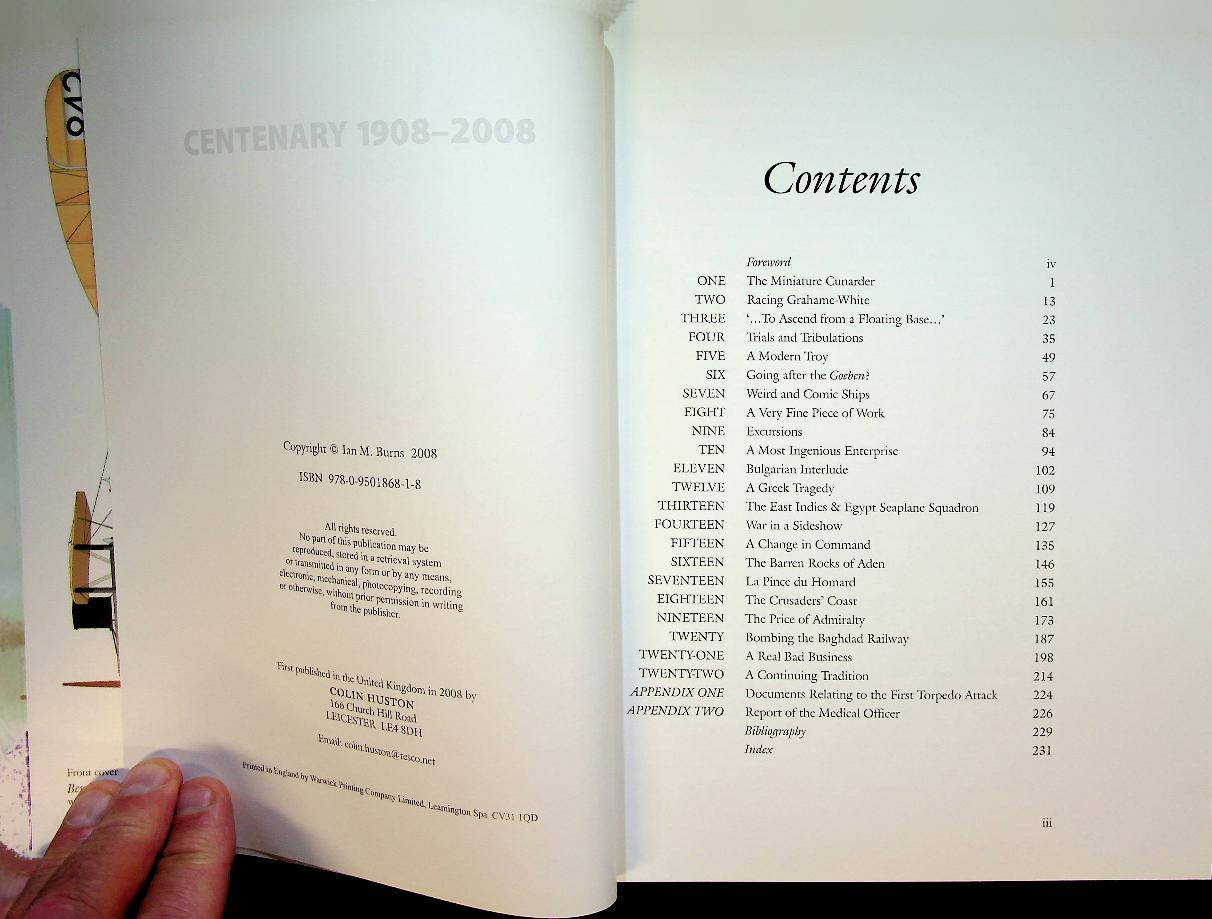 CV6
Front cover
CENTENARY 1908–2008
Copyright © Ian M. Burns 2008
ISBN 978-0-9501868-1-8
All rights reserved.
No part of this publication may be
reproduced, stored in a retrieval system
or transmitted in any form or by any means,
electronic, mechanical, photocopying, recording
or otherwise, without prior permission in writing
from the publisher.
First published in the United Kingdom in 2008 by
COLIN HUSTON
166 Church Hill Road
LEICESTER LE4 8DH
Email: colin.huston@tesco.net
Printed in England by Warwick Printing Company Limited, Leamington Spa CV31 1QD
Contents
Foreword iv
ONE The Miniature Cunarder 1
TWO Racing Grahame-White 13
THREE ‘…To Ascend from a Floating Base…’ 23
FOUR Trials and Tribulations 35
FIVE A Modern Troy 49
SIX Going after the Goeben? 57
SEVEN Weird and Comic Ships 67
EIGHT A Very Fine Piece of Work 75
NINE Excursions 84
TEN A Most Ingenious Enterprise 94
ELEVEN Bulgarian Interlude 102
TWELVE A Greek Tragedy 109
THIRTEEN The East Indies & Egypt Seaplane Squadron 119
FOURTEEN War in a Sideshow 127
FIFTEEN A Change in Command 135
SIXTEEN The Barren Rocks of Aden 146
SEVENTEEN La Pince du Homard 155
EIGHTEEN The Crusaders’ Coast 161
NINETEEN The Price of Admiralty 173
TWENTY Bombing the Baghdad Railway 187
TWENTY-ONE A Real Bad Business 198
TWENTY-TWO A Continuing Tradition 214
APPENDIX ONE Documents Relating to the First Torpedo Attack 224
APPENDIX TWO Report of the Medical Officer 226
Bibliography 229
Index 231
iii